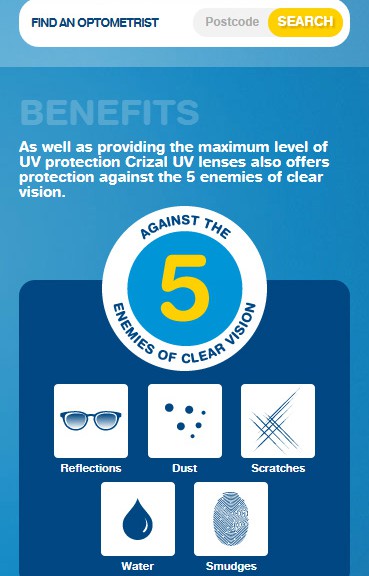 FIND AN OPTOMETRIST
Postcode
SEARCH
BENEFITS
As well as providing the maximum level of
UV protection Crizal UV lenses also offers
protection against the 5 enemies of clear
vision.
AGAINST THE
5
ENEMIES OF CLEAR VISION
Reflections
Dust
Scratches
Water
Smudges